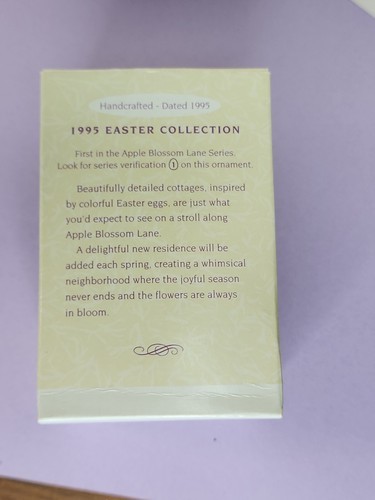 Handcrafted - Dated 1995
1995 EASTER COLLECTION
First in the Apple Blossom Lane Series.
Look for series verification 1 on this ornament.
Beautifully detailed cottages, inspired
by colorful Easter eggs, are just what
you'd expect to see on a stroll along
Apple Blossom Lane.
A delightful new residence will be
added each spring, creating a whimsical
neighborhood where the joyful season
never ends and the flowers are always
in bloom.